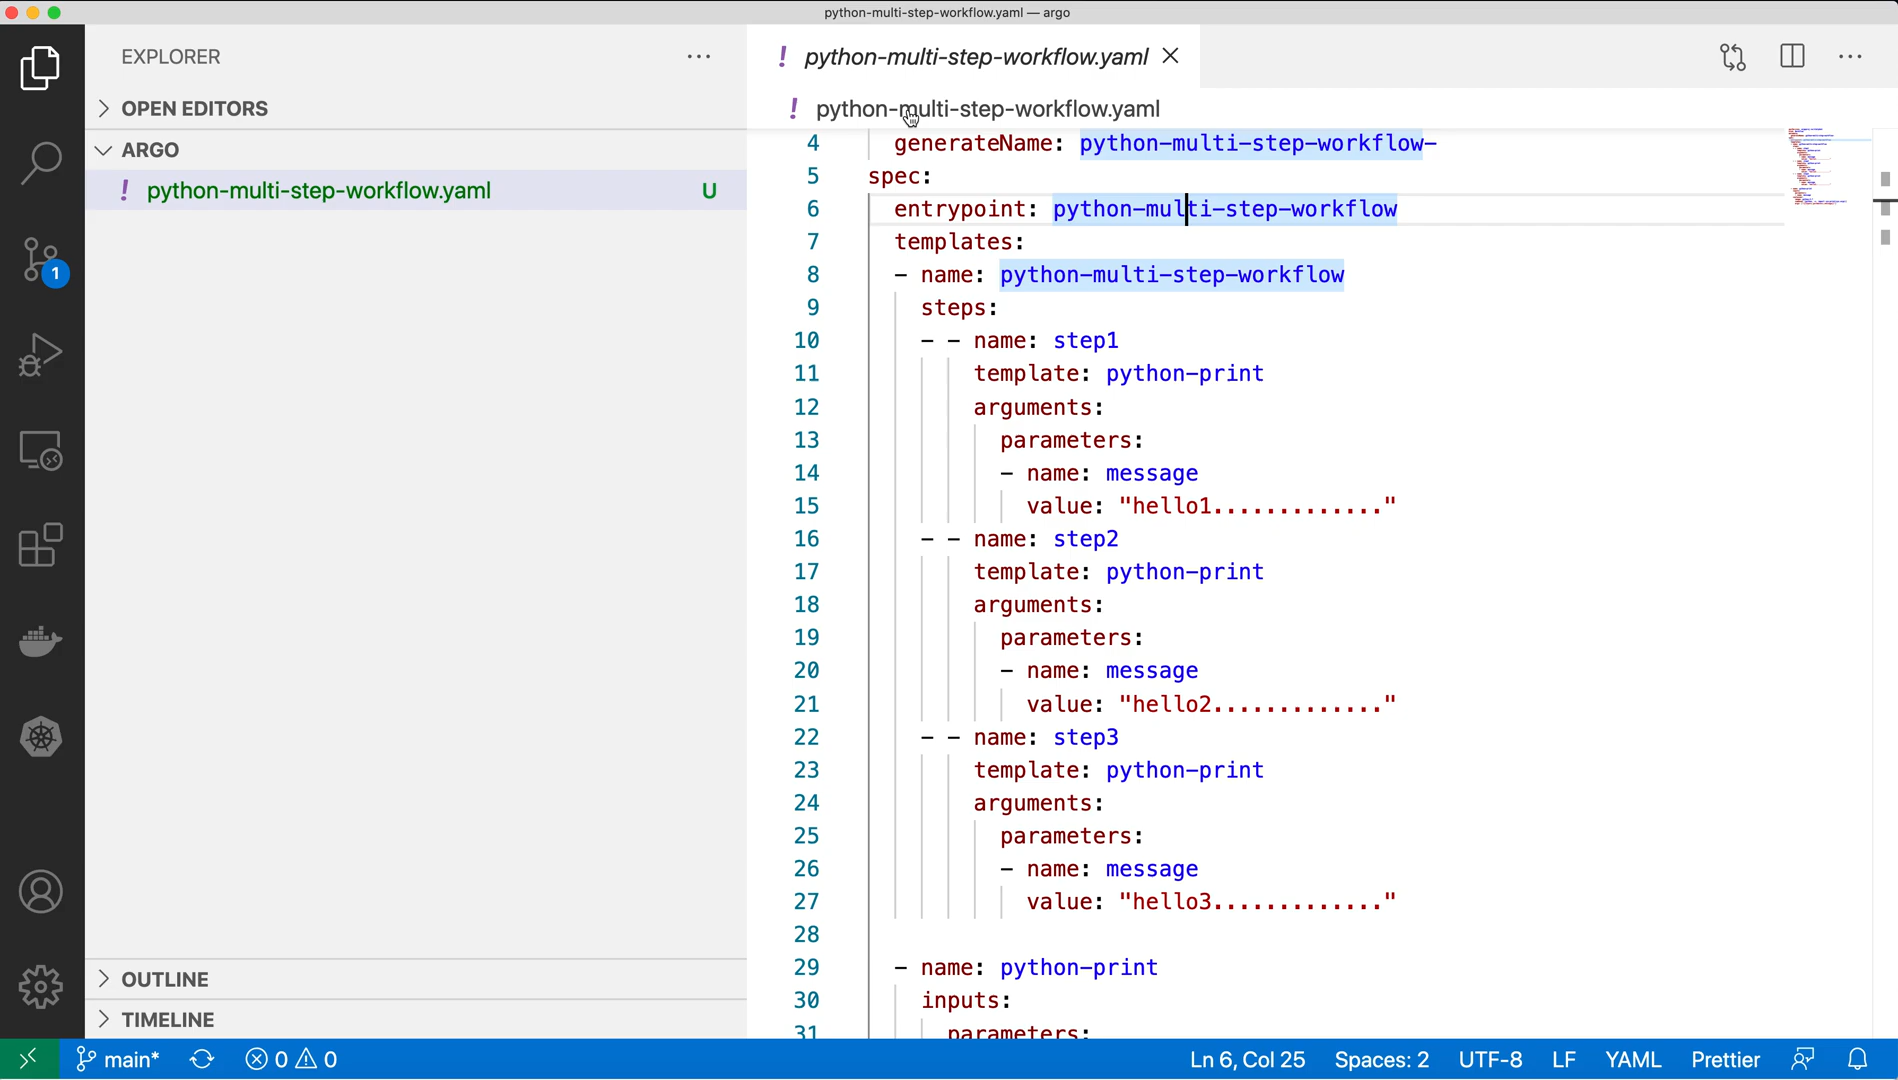 python-multi-step-workflow.yaml — argo
EXPLORER
python-multi-step-workflow.yaml
OPEN EDITORS
python-multi-step-workflow.yaml
ARGO
python-multi-step-workflow.yaml U
4 generateName: python-multi-step-workflow-
5 spec:
6 entrypoint: python-multi-step-workflow
7 templates:
8 - name: python-multi-step-workflow
9 steps:
10 - - name: step1
11 template: python-print
12 arguments:
13 parameters:
14 - name: message
15 value: "hello1............."
16 - - name: step2
17 template: python-print
18 arguments:
19 parameters:
20 - name: message
21 value: "hello2............."
22 - - name: step3
23 template: python-print
24 arguments:
25 parameters:
26 - name: message
27 value: "hello3............."
28
29 - name: python-print
30 inputs:
31 parameters:
1
OUTLINE
TIMELINE
main* 0 0 Ln 6, Col 25 Spaces: 2 UTF-8 LF YAML Prettier